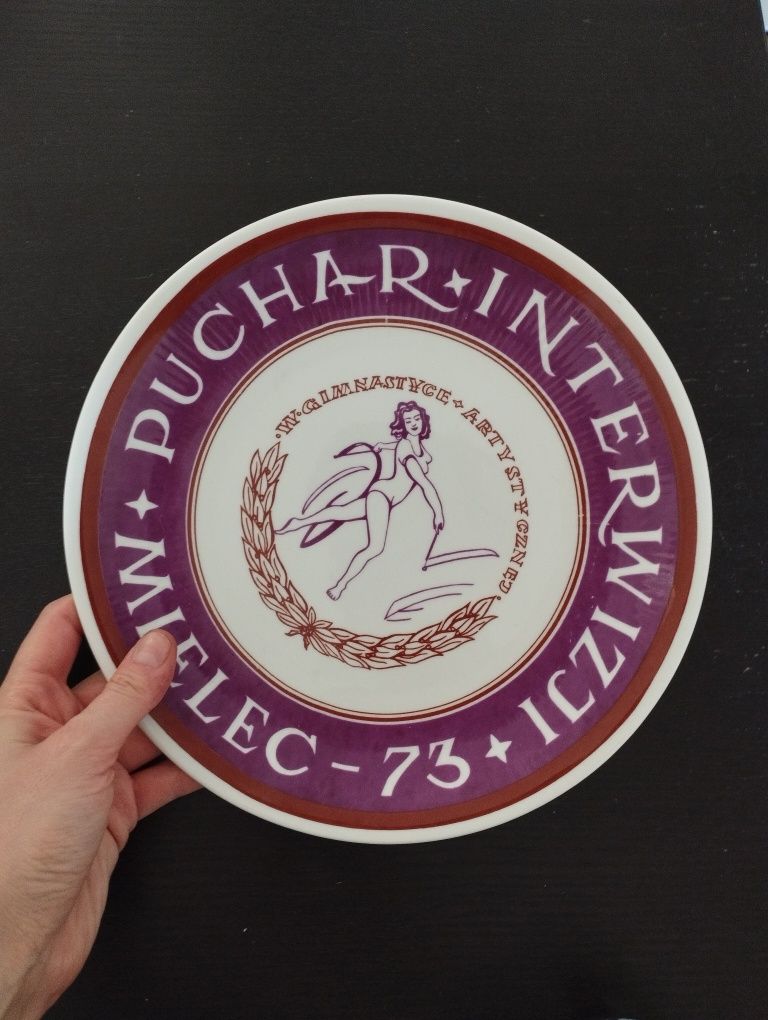 PUCHAR INTERWIZJI
MIELEC - 73
W GIMNASTYCE ARTYSTYCZNEJ